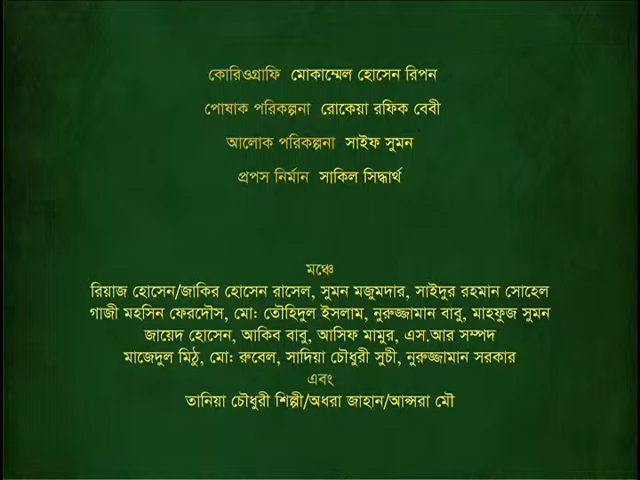 কোরিওগ্রাফি মোকাম্মেল হোসেন রিপন
পোষাক পরিকল্পনা রোকেয়া রফিক বেবী
আলোক পরিকল্পনা সাইফ সুমন
প্রপস নির্মান সাকিল সিদ্ধার্থ
মঞ্চে
রিয়াজ হোসেন/জাকির হোসেন রাসেল, সুমন মজুমদার, সাইদুর রহমান সোহেল
গাজী মহসিন ফেরদৌস, মো: তৌহিদুল ইসলাম, নুরুজ্জামান বাবু, মাহফুজ সুমন
জায়েদ হোসেন, আকিব বাবু, আসিফ মামুর, এস.আর সম্পদ
মাজেদুল মিঠু, মো: রুবেল, সাদিয়া চৌধুরী সুচী, নুরুজ্জামান সরকার
এবং
তানিয়া চৌধুরী শিল্পী/অধরা জাহান/আপ্সরা মৌ